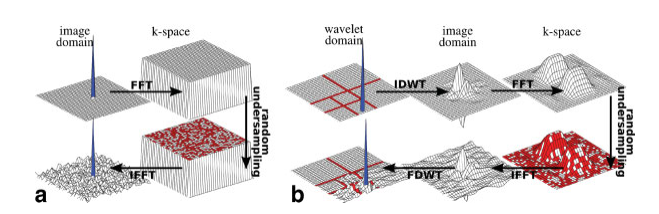 image
domain
k-space
FFT
random
undersampling
IFFT
a
wavelet
domain
image
domain
k-space
IDWT
FFT
random
undersampling
FDWT
IFFT
b